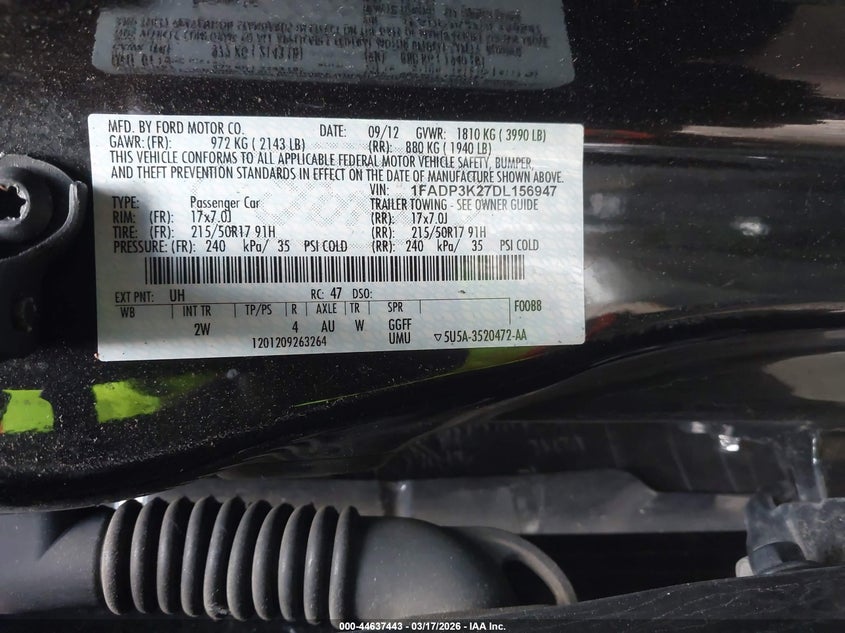 MFD. BY FORD MOTOR CO. DATE: 09/12 GVWR: 1810 KG ( 3990 LB)
GAWR: (FR): 972 KG ( 2143 LB) (RR): 880 KG ( 1940 LB)
THIS VEHICLE CONFORMS TO ALL APPLICABLE FEDERAL MOTOR VEHICLE SAFETY, BUMPER,
AND THEFT PREVENTION STANDARDS IN EFFECT ON THE DATE OF MANUFACTURE SHOWN ABOVE.
VIN: 1FADP3K27DL156947
TYPE: Passenger Car TRAILER TOWING - SEE OWNER GUIDE
RIM: (FR): 17x7.0J (RR): 17x7.0J
TIRE: (FR): 215/50R17 91H (RR): 215/50R17 91H
PRESSURE: (FR): 240 kPa/ 35 PSI COLD (RR): 240 kPa/ 35 PSI COLD
EXT PNT: UH RC: 47 DSO: F0088
WB INT TR TP/PS R AXLE TR SPR
2W 4 AU W GGFF
1201209263264 UMU ▽5U5A-3520472-AA
000-44637443 - 03/17/2026 - IAA Inc.